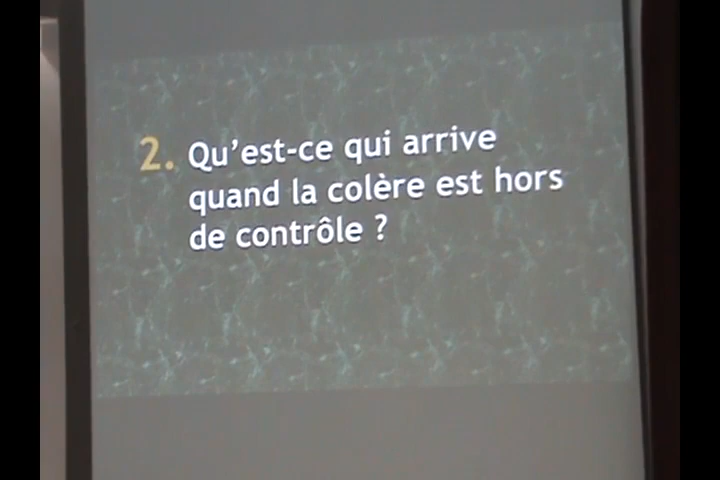 2. Qu'est-ce qui arrive
quand la colère est hors
de contrôle ?